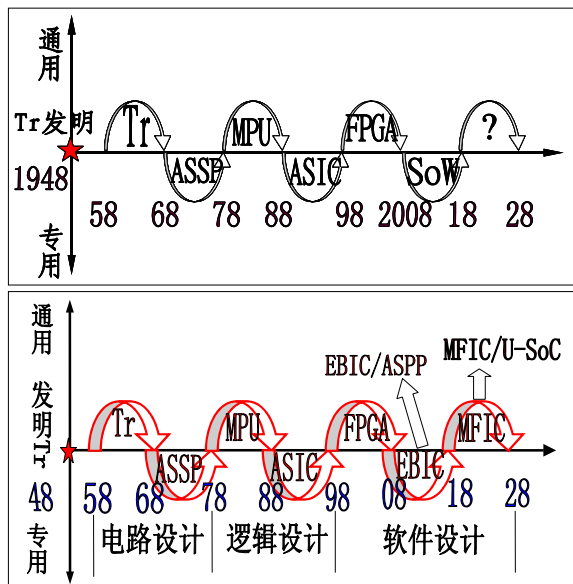 通用
Tr发明
1948
专用
Tr
ASSP
MPU
ASIC
FPGA
SoW
?
58 68 78 88 98 2008 18 28
通用
发明Tr
48
专用
EBIC/ASPP
MFIC/U-SoC
Tr
ASSP
MPU
ASIC
FPGA
EBIC
MFIC
58 68 78 88 98 08 18 28
电路设计 逻辑设计 软件设计